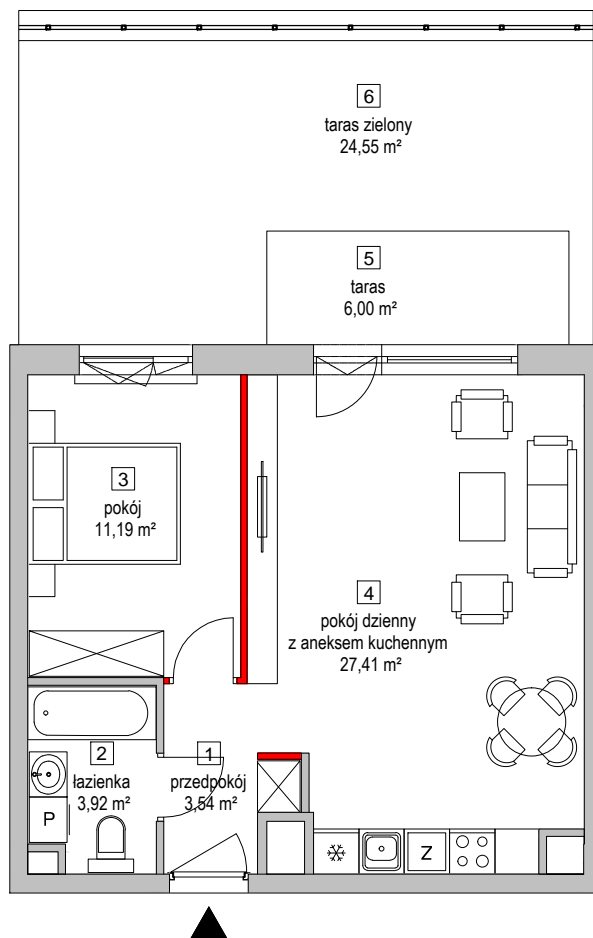 6
taras zielony
24,55 m²
5
taras
6,00 m²
3
pokój
11,19 m²
4
pokój dzienny
z aneksem kuchennym
27,41 m²
2
łazienka
3,92 m²
1
przedpokój
3,54 m²
P
Z